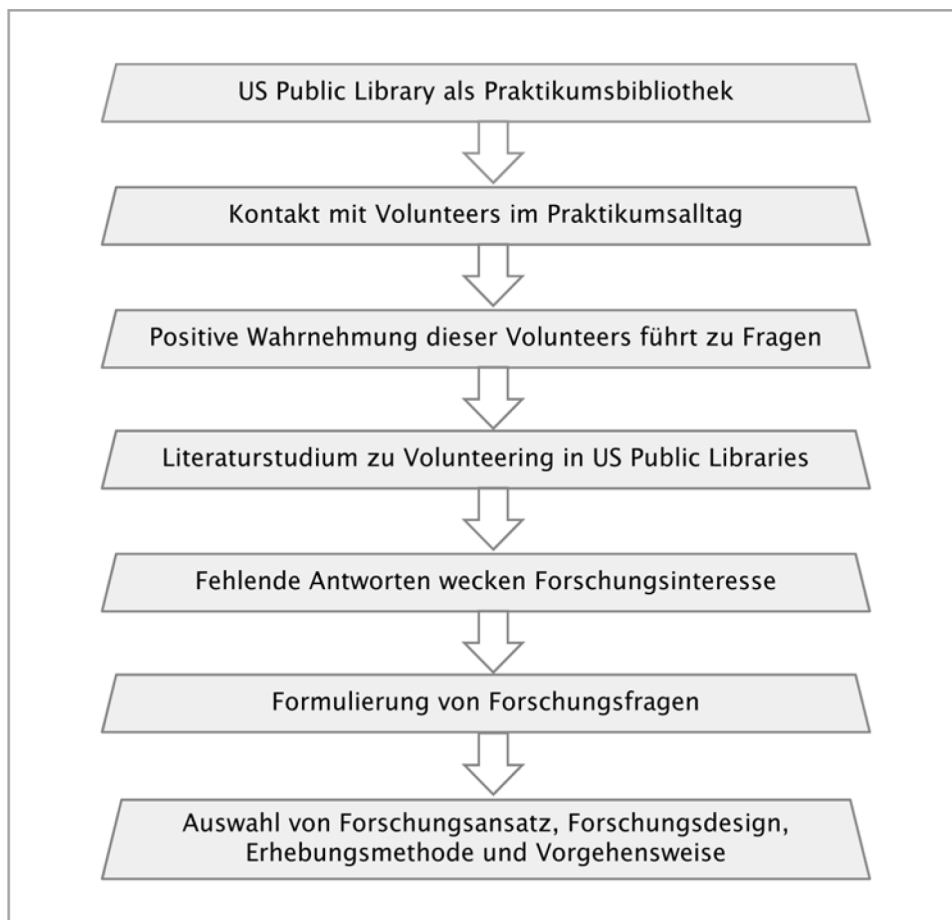 US Public Library als Praktikumsbibliothek
Kontakt mit Volunteers im Praktikumsalltag
Positive Wahrnehmung dieser Volunteers führt zu Fragen
Literaturstudium zu Volunteering in US Public Libraries
Fehlende Antworten wecken Forschungsinteresse
Formulierung von Forschungsfragen
Auswahl von Forschungsansatz, Forschungsdesign,
Erhebungsmethode und Vorgehensweise